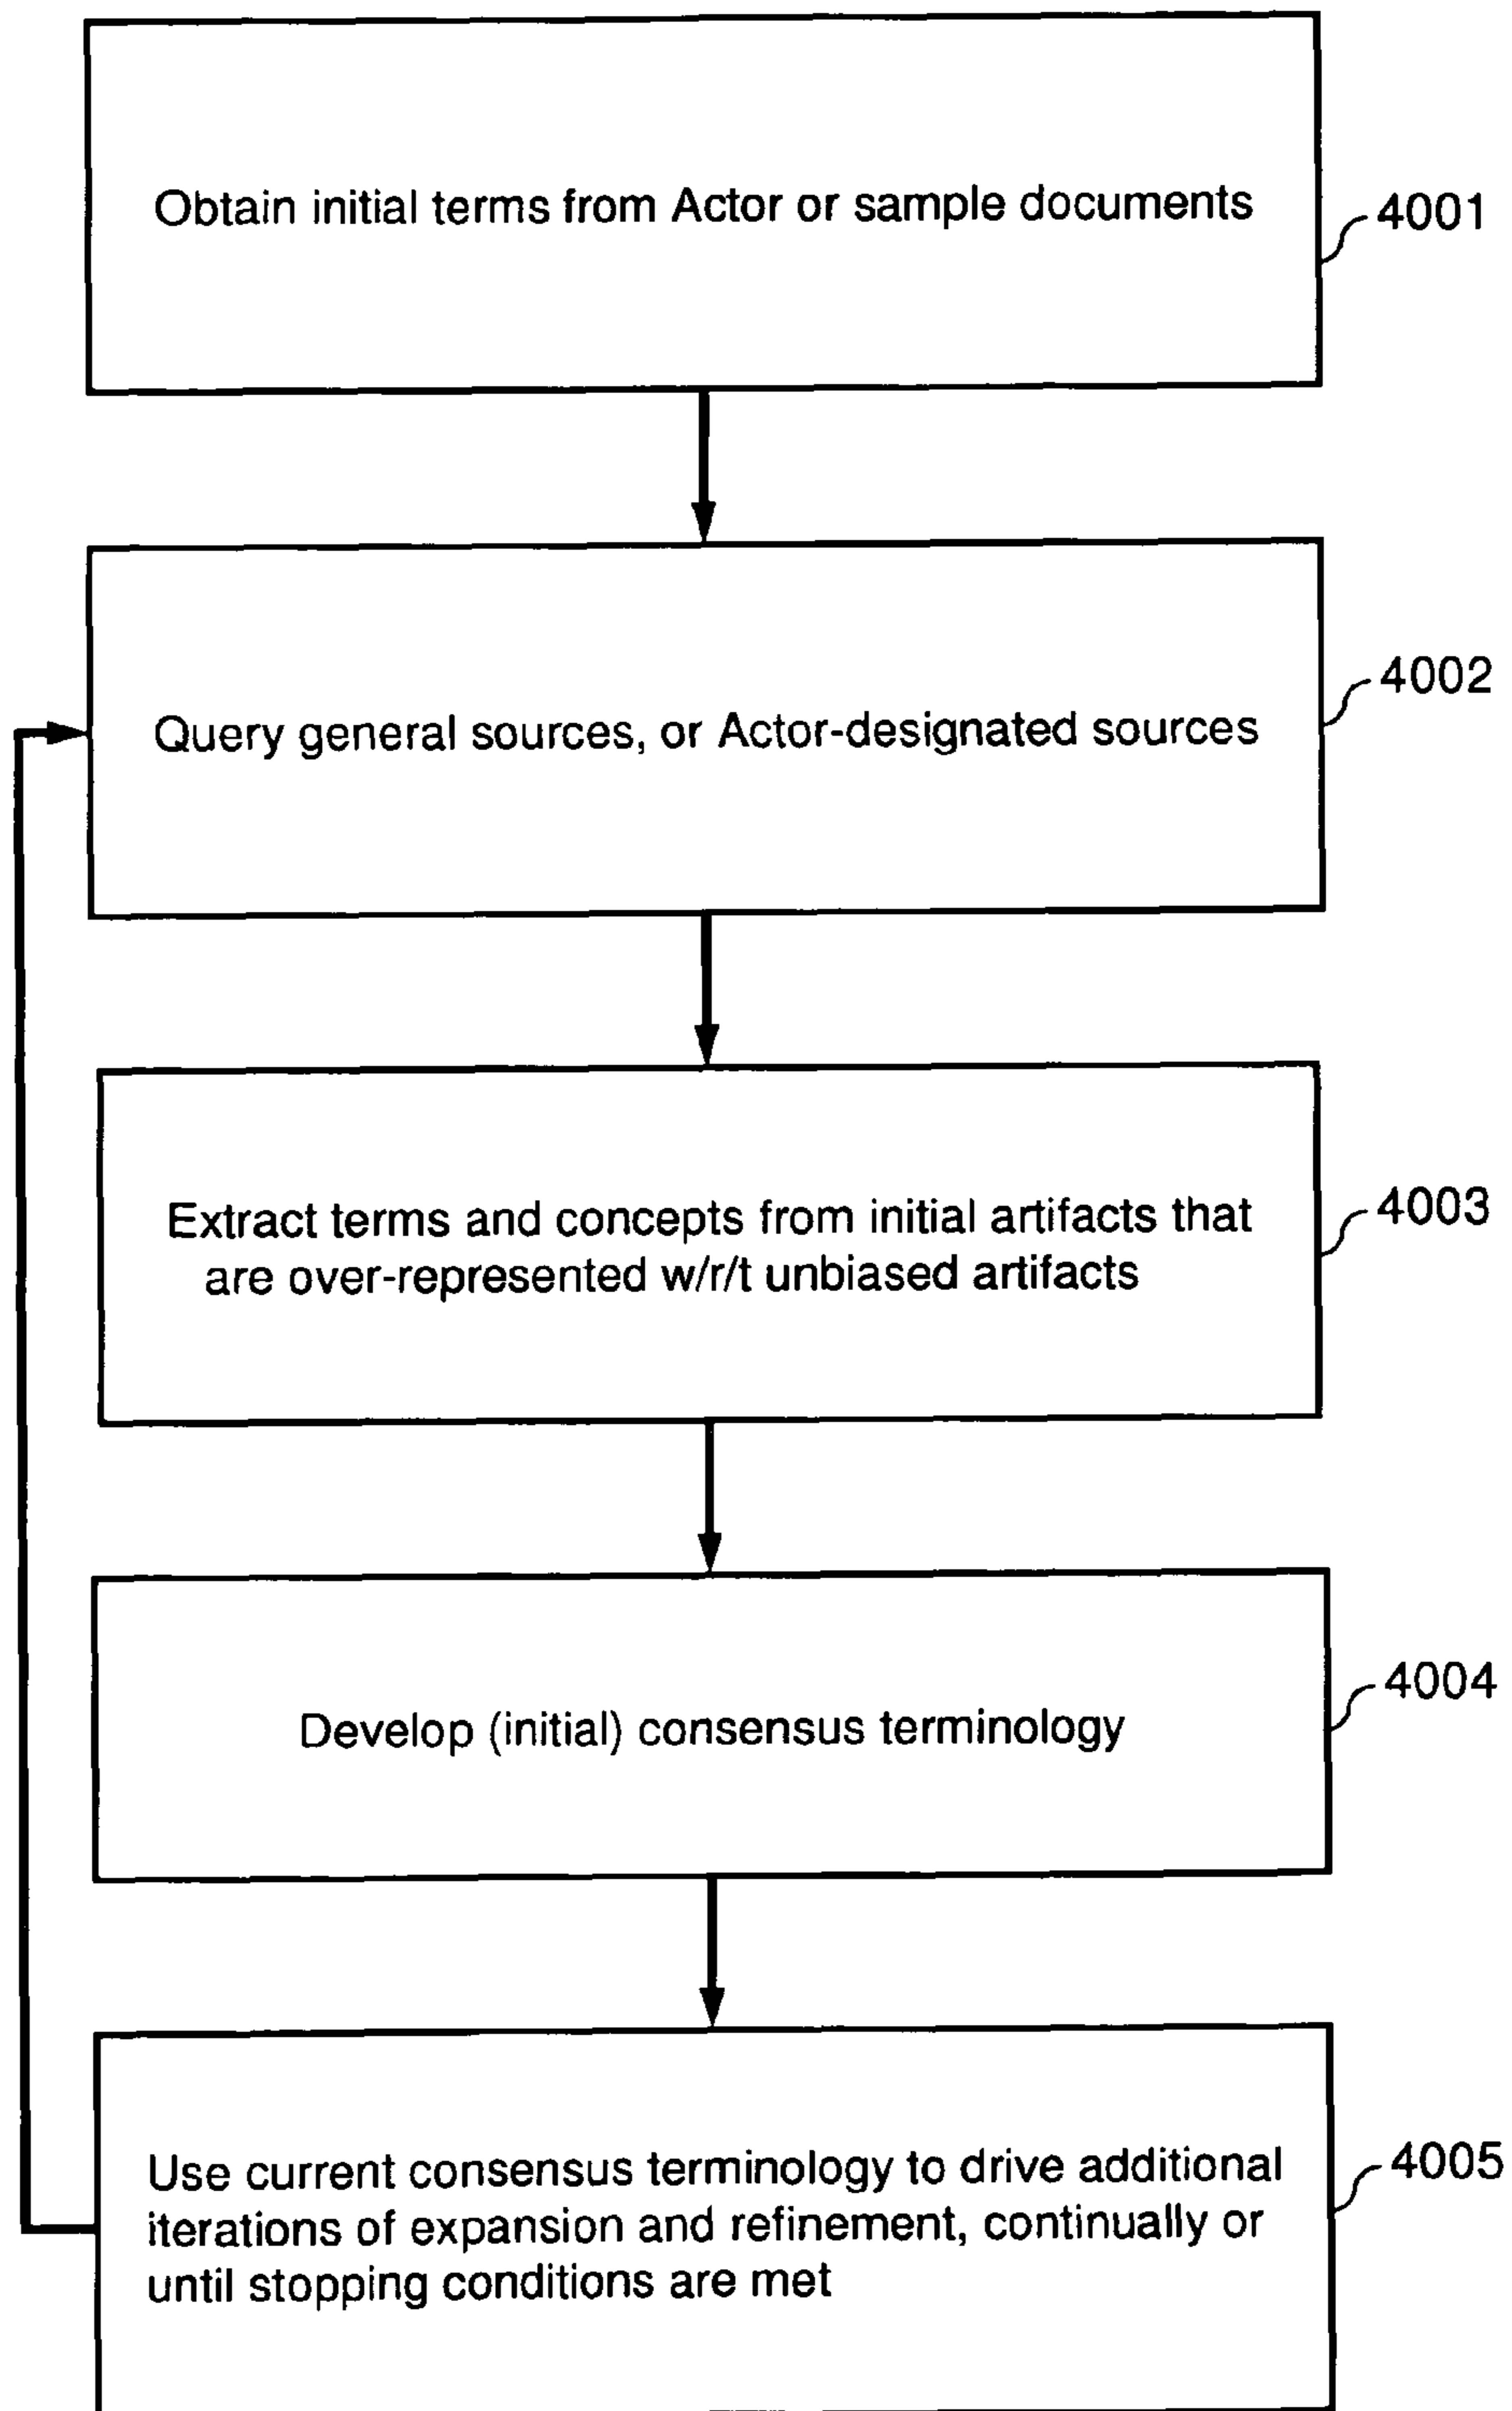 Obtain initial terms from Actor or sample documents
4001
4002
Query general sources, or Actor-designated sources
4003
Extract terms and concepts from initial artifacts that
are over-represented w/r/t unbiased artifacts
4004
Develop (initial) consensus terminology
4005
Use current consensus terminology to drive additional
iterations of expansion and refinement, continually or
until stopping conditions are met